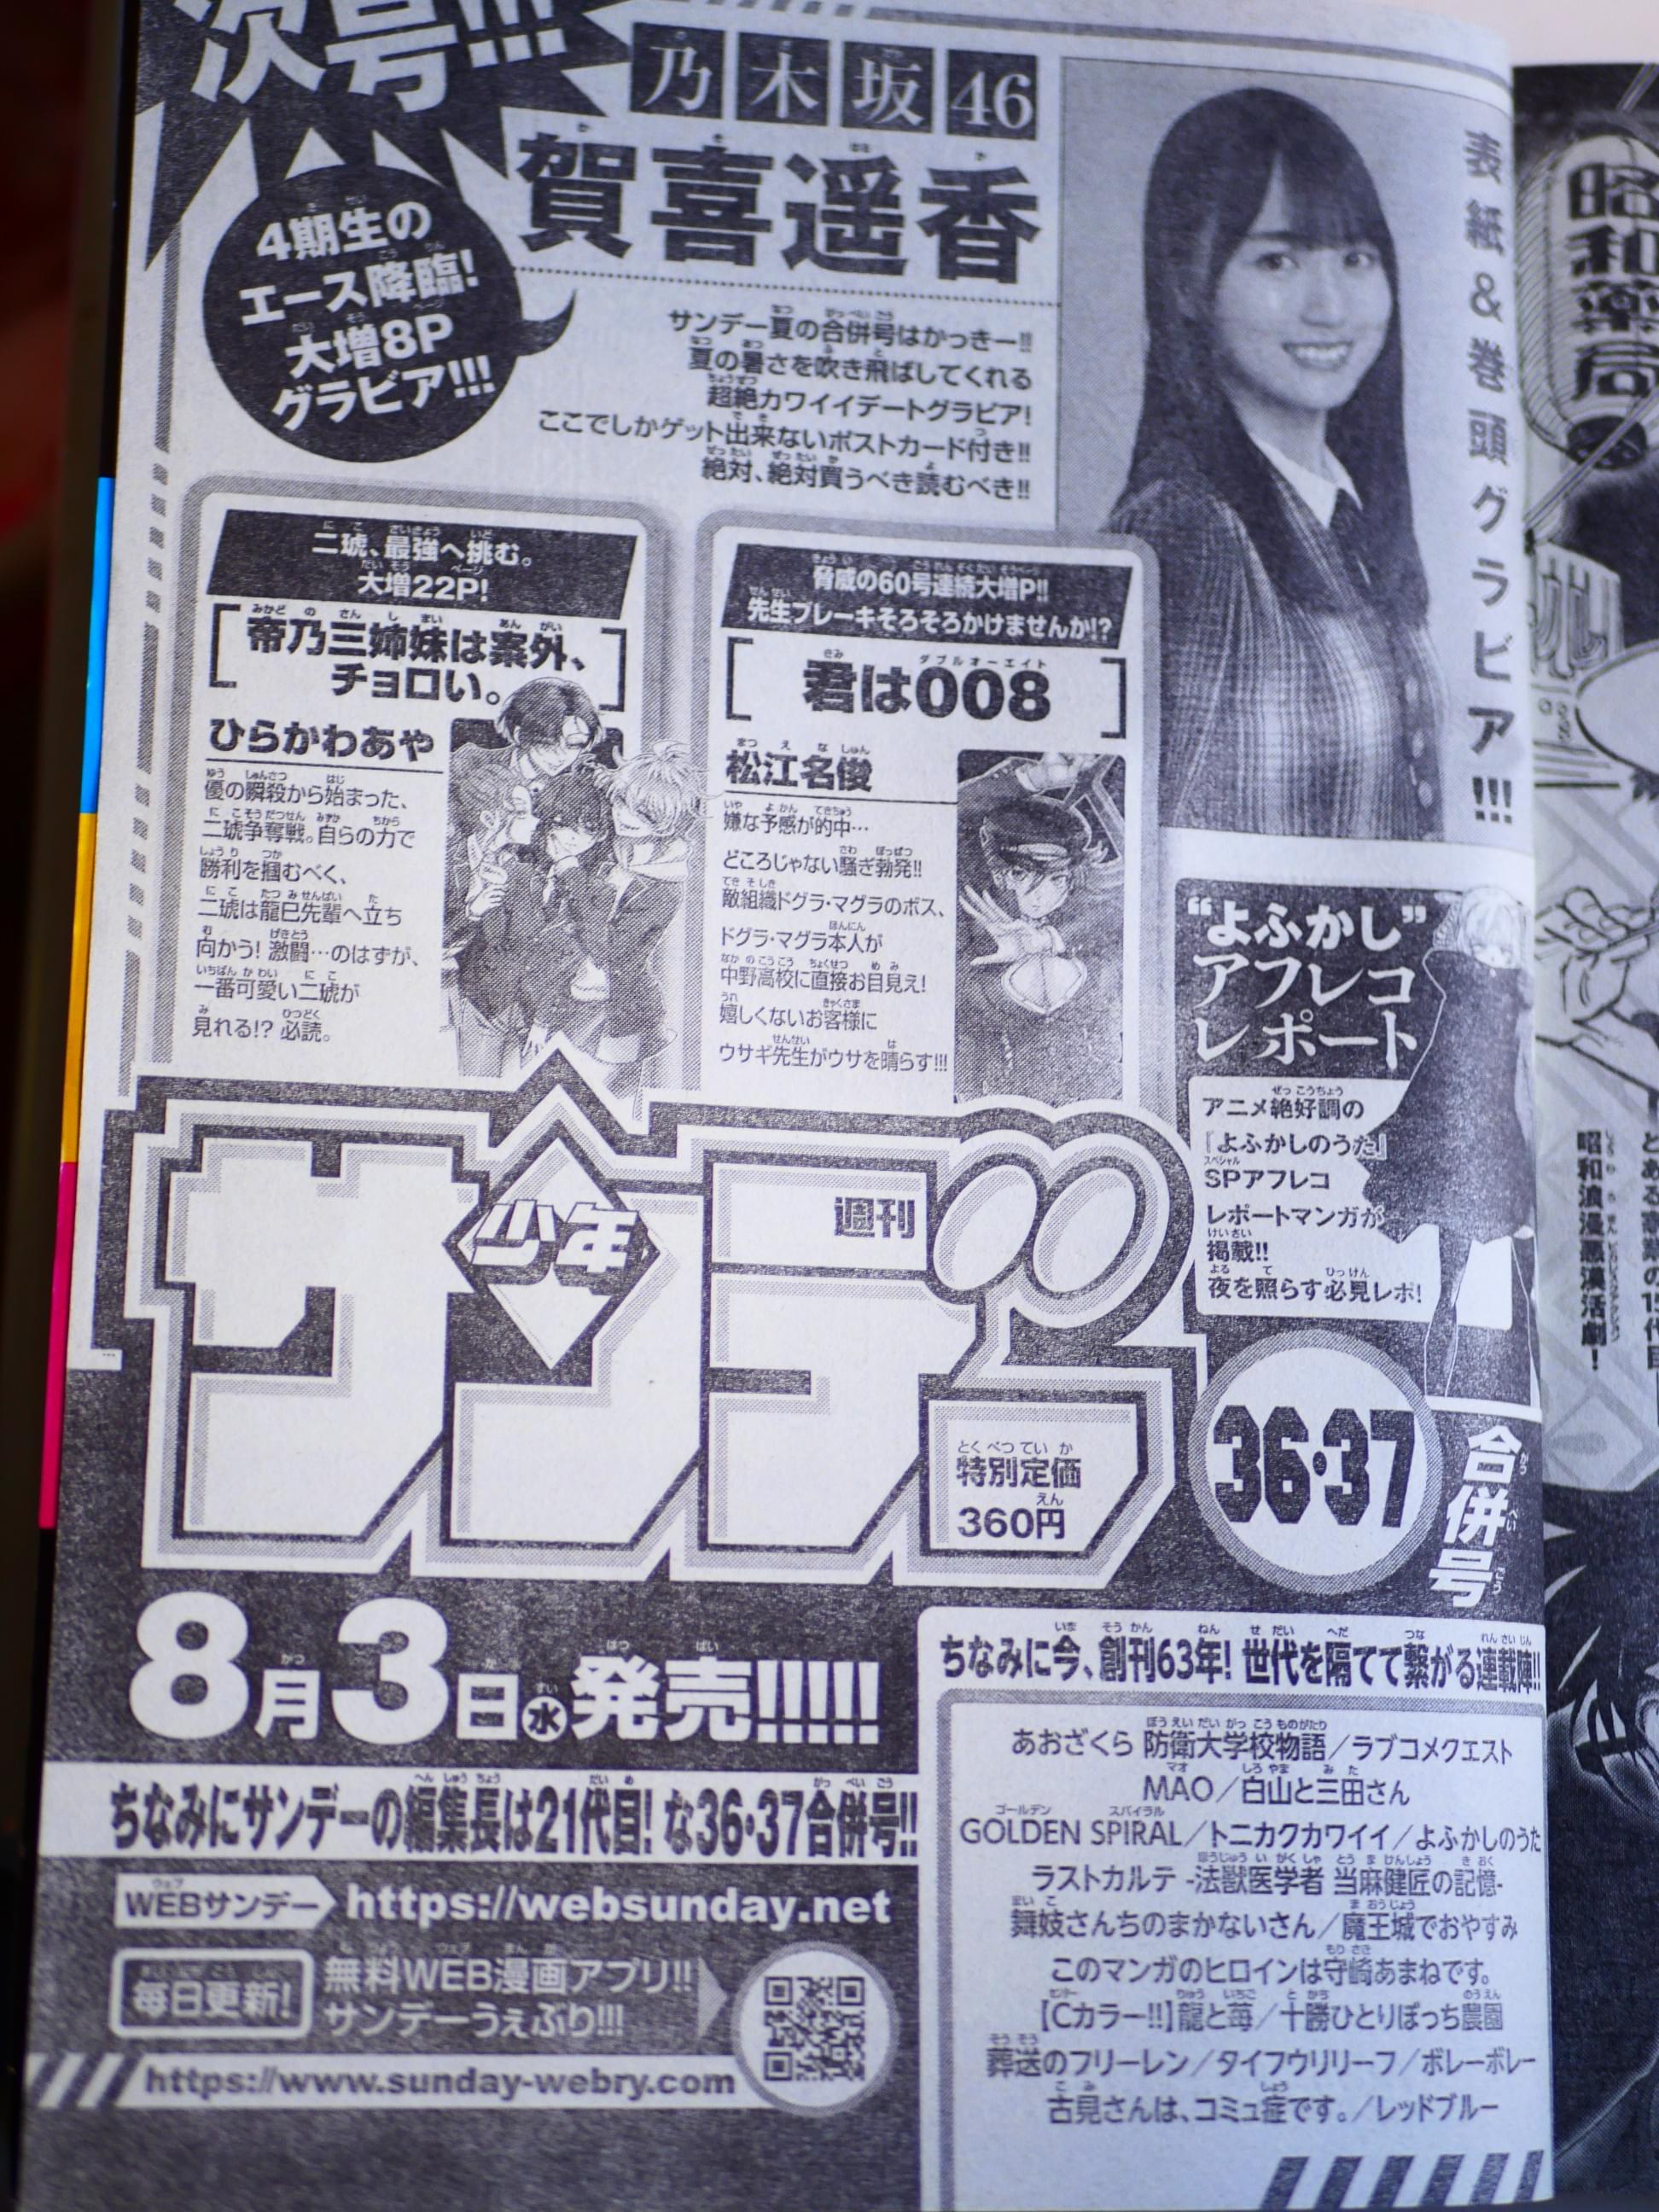 次号!!!
乃木坂46
賀喜遥香
表紙&巻頭グラビア!!!
4期生の
エース降臨!
大増8P
グラビア!!!
サンデー夏の合併号はかっきー!!
夏の暑さを吹き飛ばしてくれる
超絶カワイイデートグラビア!
ここでしかゲット出来ないポストカード付き!!
絶対、絶対買うべき読むべき!!
二琥、最強へ挑む。
大増22P!
帝乃三姉妹は案外、
チョロい。
ひらかわあや
優の瞬殺から始まった、
二琥争奪戦。自らの力で
勝利を掴むべく、
二琥は龍巳先輩へ立ち
向かう! 激闘…のはずが、
一番可愛い二琥が
見れる!? 必読。
脅威の60号連続大増P!!
先生ブレーキそろそろかけませんか!?
君は008
松江名俊
嫌な予感が的中…
どころじゃない騒ぎ勃発!!
敵組織ドグラ・マグラのボス、
ドグラ・マグラ本人が
中野高校に直接お目見え!
嬉しくないお客様に
ウサギ先生がウサを晴らす!!!
“よふかし”
アフレコ
レポート
アニメ絶好調の
『よふかしのうた』
SPアフレコ
レポートマンガが
掲載!!
夜を照らす必見レポ!
週刊
少年
サンデー
特別定価
360円
36・37
合併号
8月3日㊌発売!!!!!
ちなみにサンデーの編集長は21代目! な36・37合併号!!
WEBサンデー https://websunday.net
毎日更新!
無料WEB漫画アプリ!!
サンデーうぇぶり!!!
https://www.sunday-webry.com
ちなみに今、創刊63年! 世代を隔てて繋がる連載陣!!
あおざくら 防衛大学校物語/ラブコメクエスト
MAO/白山と三田さん
GOLDEN SPIRAL/トニカクカワイイ/よふかしのうた
ラストカルテ -法獣医学者 当麻健匠の記憶-
舞妓さんちのまかないさん/魔王城でおやすみ
このマンガのヒロインは守崎あまねです。
【Cカラー!!】龍と苺/十勝ひとりぼっち農園
葬送のフリーレン/タイフウリリーフ/ボレーボレー
古見さんは、コミュ症です。/レッドブルー
昭和薬局
昭和浪漫悪漢活劇!